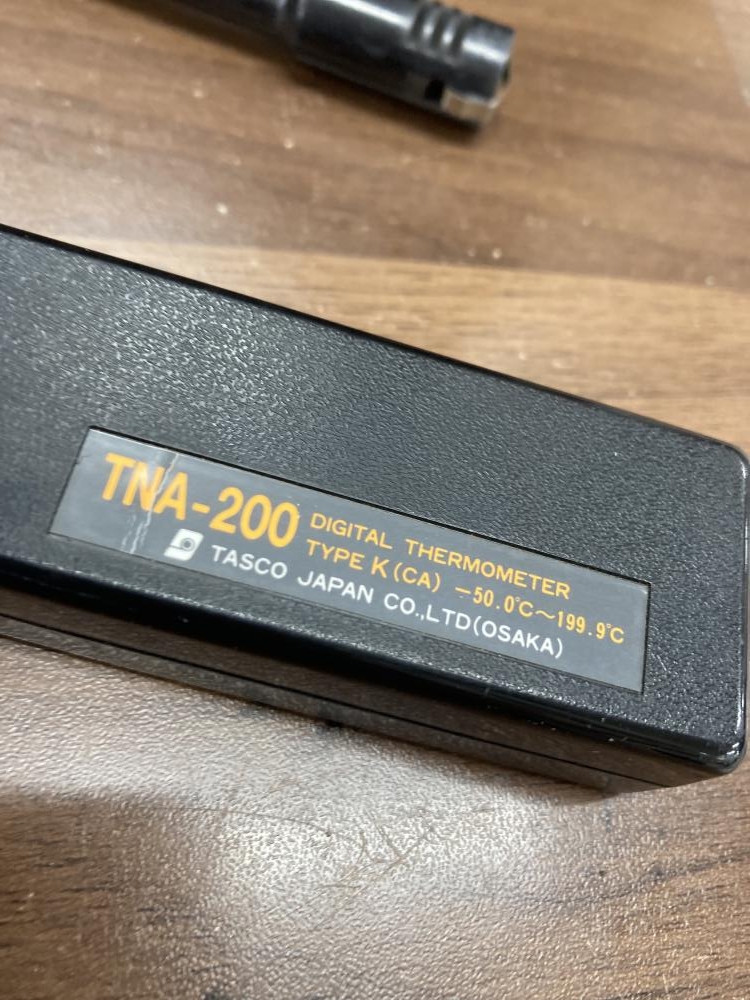 TNA-200 DIGITAL THERMOMETER
TYPE K(CA) -50.0℃～199.9℃
TASCO JAPAN CO.,LTD(OSAKA)